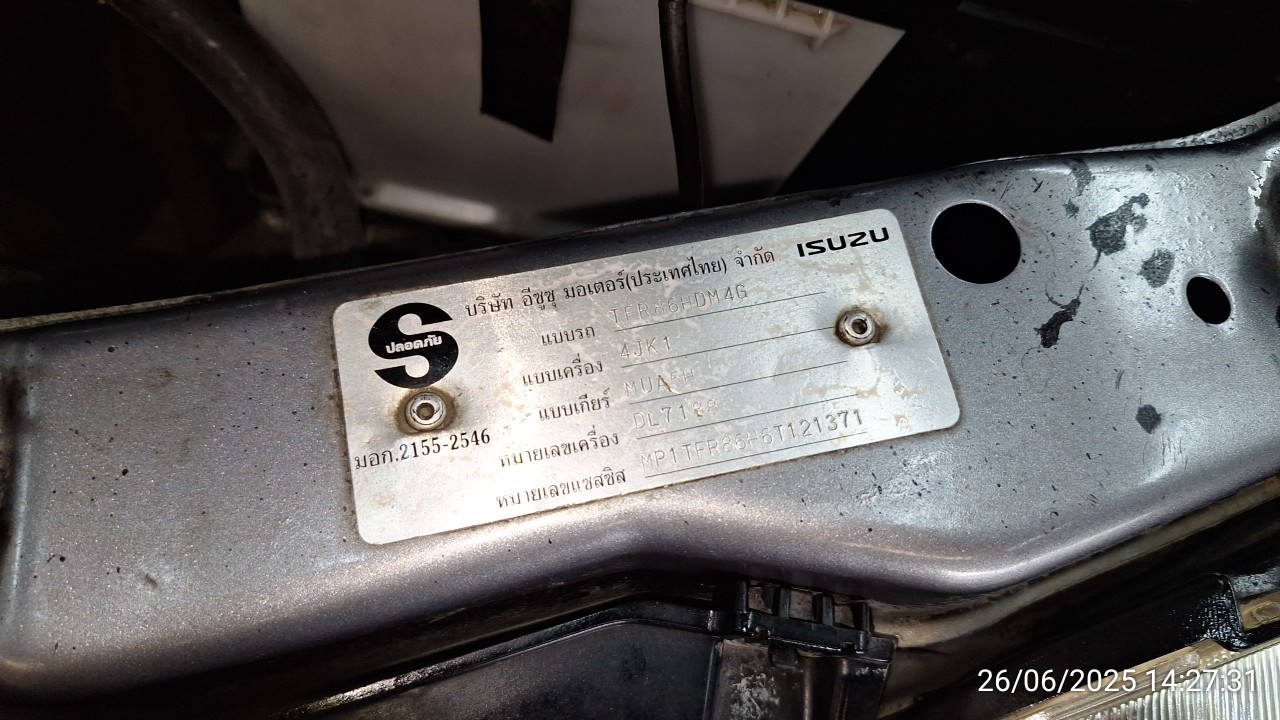 บริษัท อีซูซุ มอเตอร์(ประเทศไทย) จำกัด ISUZU
ปลอดภัย
มอก.2155-2546
แบบรถ TFR86HDM4G
แบบเครื่อง 4JK1
แบบเกียร์
หมายเลขเครื่อง
หมายเลขแชสซิส MP1TFR86H6T121371
26/06/2025 14:27:31